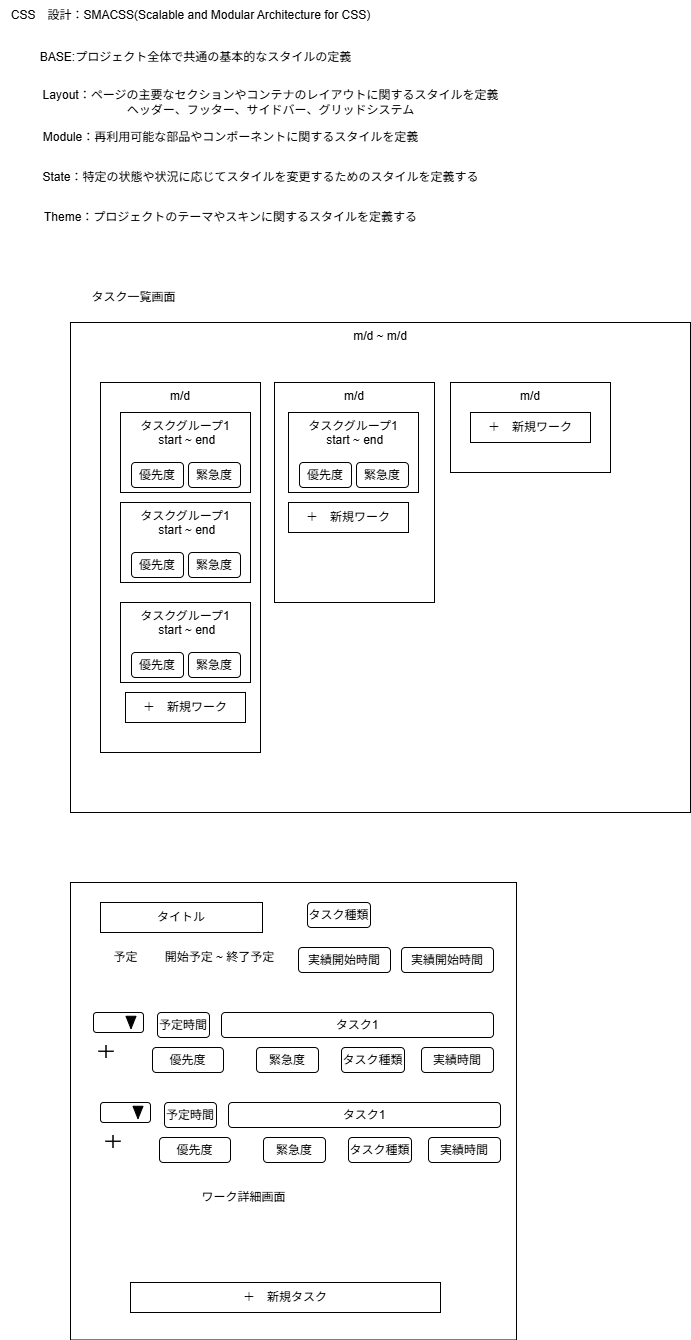 CSS　設計：SMACSS(Scalable and Modular Architecture for CSS)
BASE:プロジェクト全体で共通の基本的なスタイルの定義
Layout：ページの主要なセクションやコンテナのレイアウトに関するスタイルを定義
ヘッダー、フッター、サイドバー、グリッドシステム
Module：再利用可能な部品やコンポーネントに関するスタイルを定義
State：特定の状態や状況に応じてスタイルを変更するためのスタイルを定義する
Theme：プロジェクトのテーマやスキンに関するスタイルを定義する
タスク一覧画面
m/d ~ m/d
m/d
タスクグループ1
start ~ end
優先度 緊急度
タスクグループ1
start ~ end
優先度 緊急度
タスクグループ1
start ~ end
優先度 緊急度
＋　新規ワーク
m/d
タスクグループ1
start ~ end
優先度 緊急度
＋　新規ワーク
m/d
＋　新規ワーク
タイトル タスク種類
予定 開始予定 ~ 終了予定 実績開始時間 実績開始時間
▼ 予定時間 タスク1
＋ 優先度 緊急度 タスク種類 実績時間
▼ 予定時間 タスク1
＋ 優先度 緊急度 タスク種類 実績時間
ワーク詳細画面
＋　新規タスク